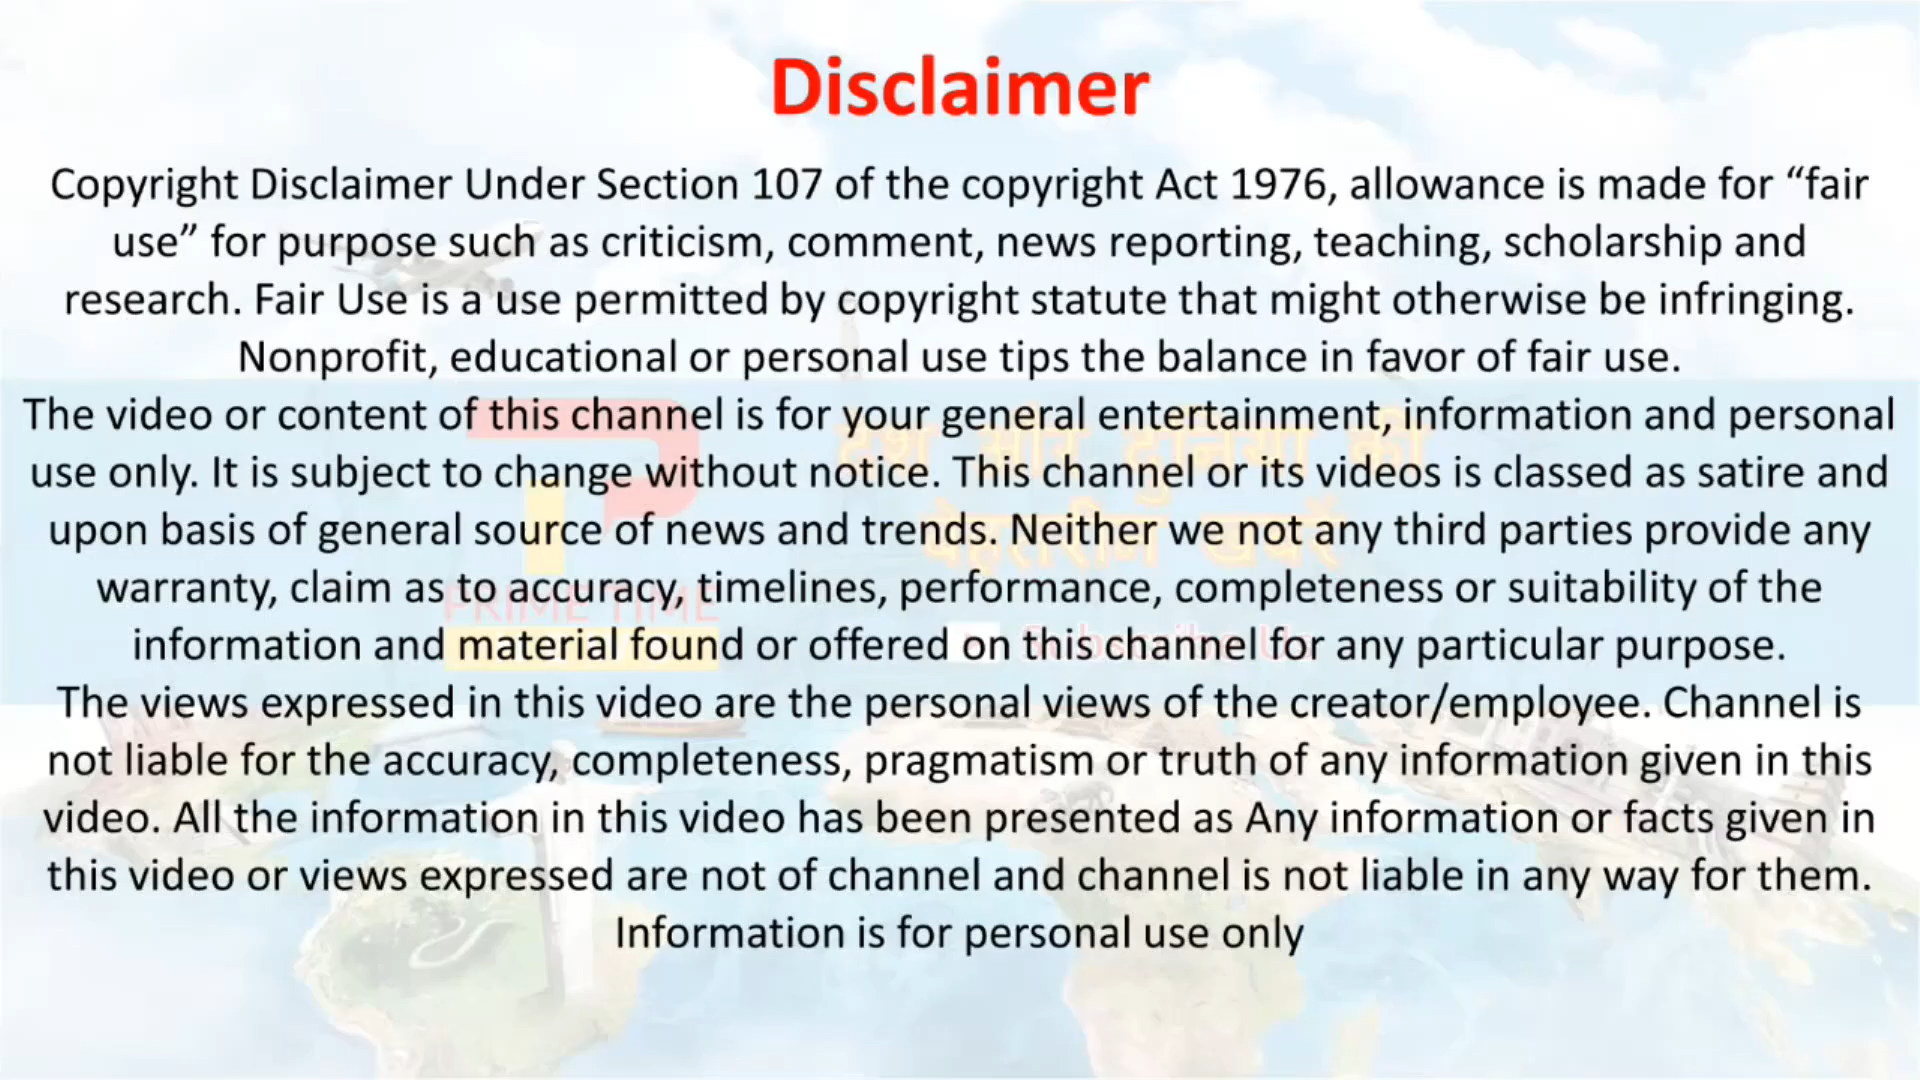 Disclaimer
Copyright Disclaimer Under Section 107 of the copyright Act 1976, allowance is made for “fair
use” for purpose such as criticism, comment, news reporting, teaching, scholarship and
research. Fair Use is a use permitted by copyright statute that might otherwise be infringing.
Nonprofit, educational or personal use tips the balance in favor of fair use.
The video or content of this channel is for your general entertainment, information and personal
use only. It is subject to change without notice. This channel or its videos is classed as satire and
upon basis of general source of news and trends. Neither we not any third parties provide any
warranty, claim as to accuracy, timelines, performance, completeness or suitability of the
information and material found or offered on this channel for any particular purpose.
The views expressed in this video are the personal views of the creator/employee. Channel is
not liable for the accuracy, completeness, pragmatism or truth of any information given in this
video. All the information in this video has been presented as Any information or facts given in
this video or views expressed are not of channel and channel is not liable in any way for them.
Information is for personal use only
देश और दुनिया की
बेहतरीन खबरें
PRIME TIME
Subscribe Us